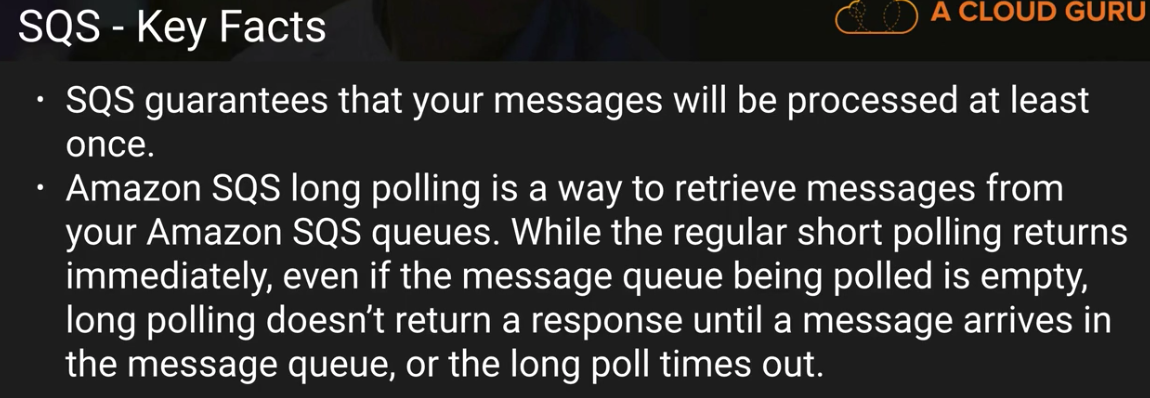 SQS - Key Facts
A CLOUD GURU
• SQS guarantees that your messages will be processed at least
once.
• Amazon SQS long polling is a way to retrieve messages from
your Amazon SQS queues. While the regular short polling returns
immediately, even if the message queue being polled is empty,
long polling doesn’t return a response until a message arrives in
the message queue, or the long poll times out.